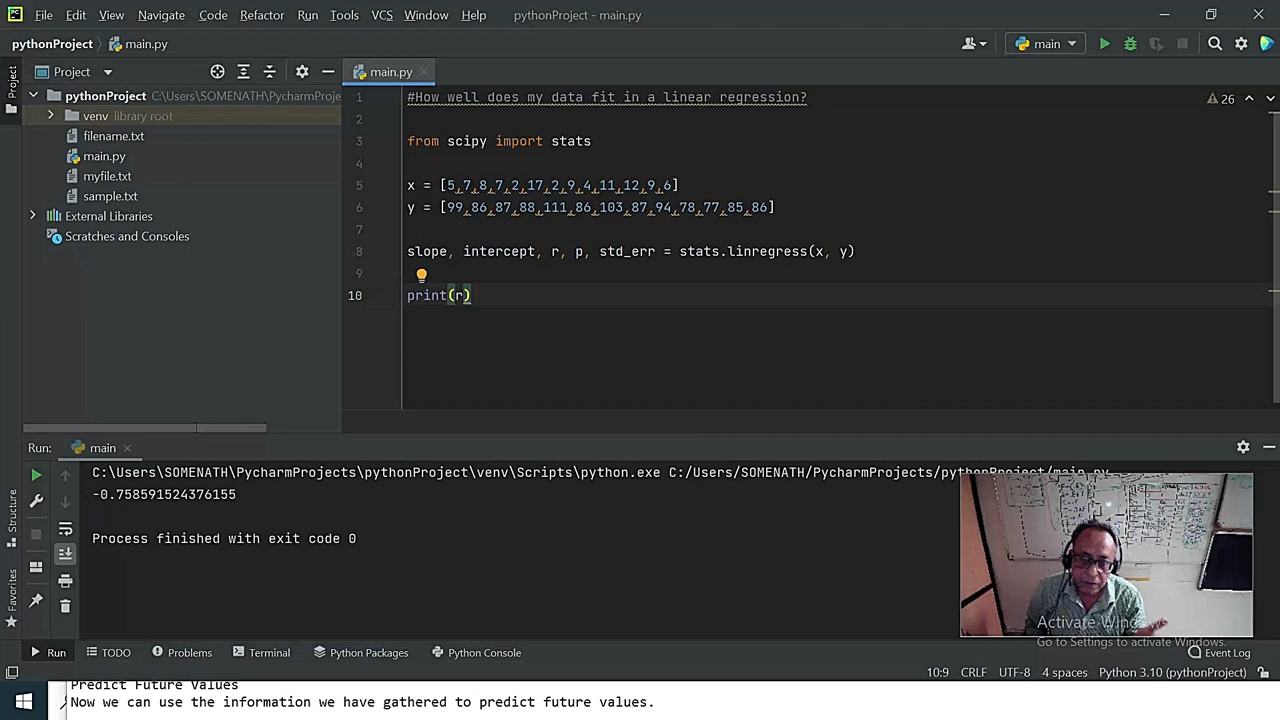 File Edit View Navigate Code Refactor Run Tools VCS Window Help pythonProject - main.py
pythonProject main.py main
Project main.py
Project
pythonProject C:\Users\SOMENATH\PycharmProje
venv library root
filename.txt
main.py
myfile.txt
sample.txt
External Libraries
Scratches and Consoles
26
1 #How well does my data fit in a linear regression?
2
3 from scipy import stats
4
5 x = [5,7,8,7,2,17,2,9,4,11,12,9,6]
6 y = [99,86,87,88,111,86,103,87,94,78,77,85,86]
7
8 slope, intercept, r, p, std_err = stats.linregress(x, y)
9
10 print(r)
Run: main
C:\Users\SOMENATH\PycharmProjects\pythonProject\venv\Scripts\python.exe C:/Users/SOMENATH/PycharmProjects/pythonProject/main.py
-0.758591524376155
Process finished with exit code 0
Structure
Favorites
Activate Windows
Go to Settings to activate Windows.
Run TODO Problems Terminal Python Packages Python Console Event Log
10:9 CRLF UTF-8 4 spaces Python 3.10 (pythonProject)
Predict Future Values
Now we can use the information we have gathered to predict future values.